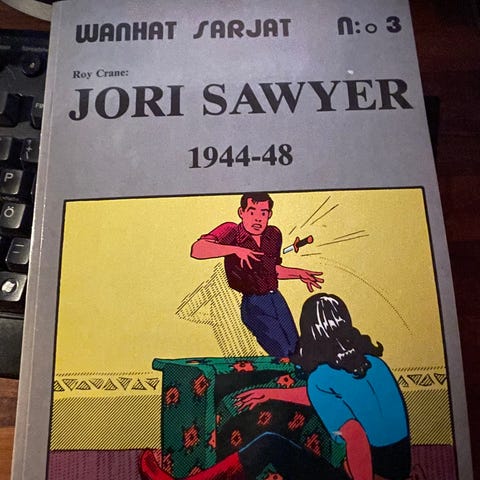 WANHAT SARJAT N:o 3
Roy Crane:
JORI SAWYER
1944-48
Ö